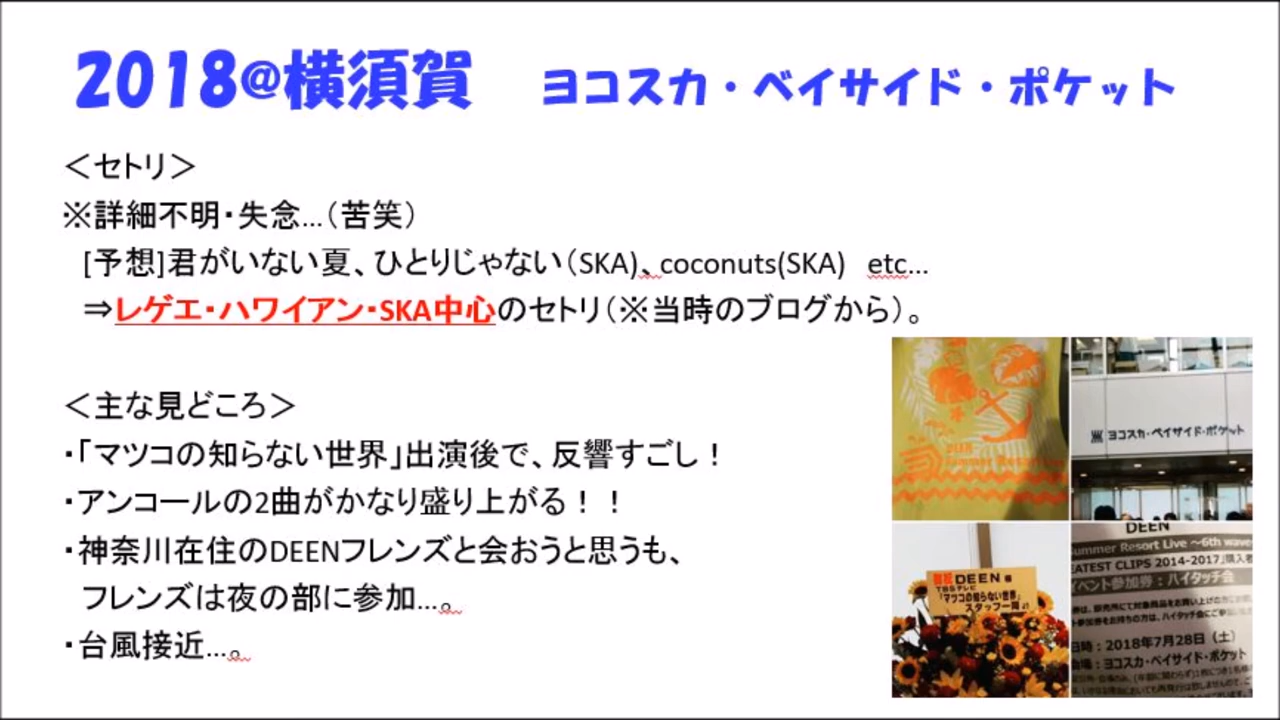 2018@横須賀　ヨコスカ・ベイサイド・ポケット
＜セトリ＞
※詳細不明・失念…（苦笑）
[予想]君がいない夏、ひとりじゃない（SKA）、coconuts(SKA) etc…
⇒レゲエ・ハワイアン・SKA中心のセトリ（※当時のブログから）。
＜主な見どころ＞
・「マツコの知らない世界」出演後で、反響すごし！
・アンコールの2曲がかなり盛り上がる！！
・神奈川在住のDEENフレンズと会おうと思うも、
フレンズは夜の部に参加…。
・台風接近…。
ヨコスカ・ベイサイド・ポケット
DEEN 様
TBSテレビ
「マツコの知らない世界」
スタッフ一同 より
DEEN
Summer Resort Live ～6th wave
EATEST CLIPS 2014-2017」購入者
イベント参加券：ハイタッチ会
日時：2018年7月28日（土）
会場：ヨコスカ・ベイサイド・ポケット